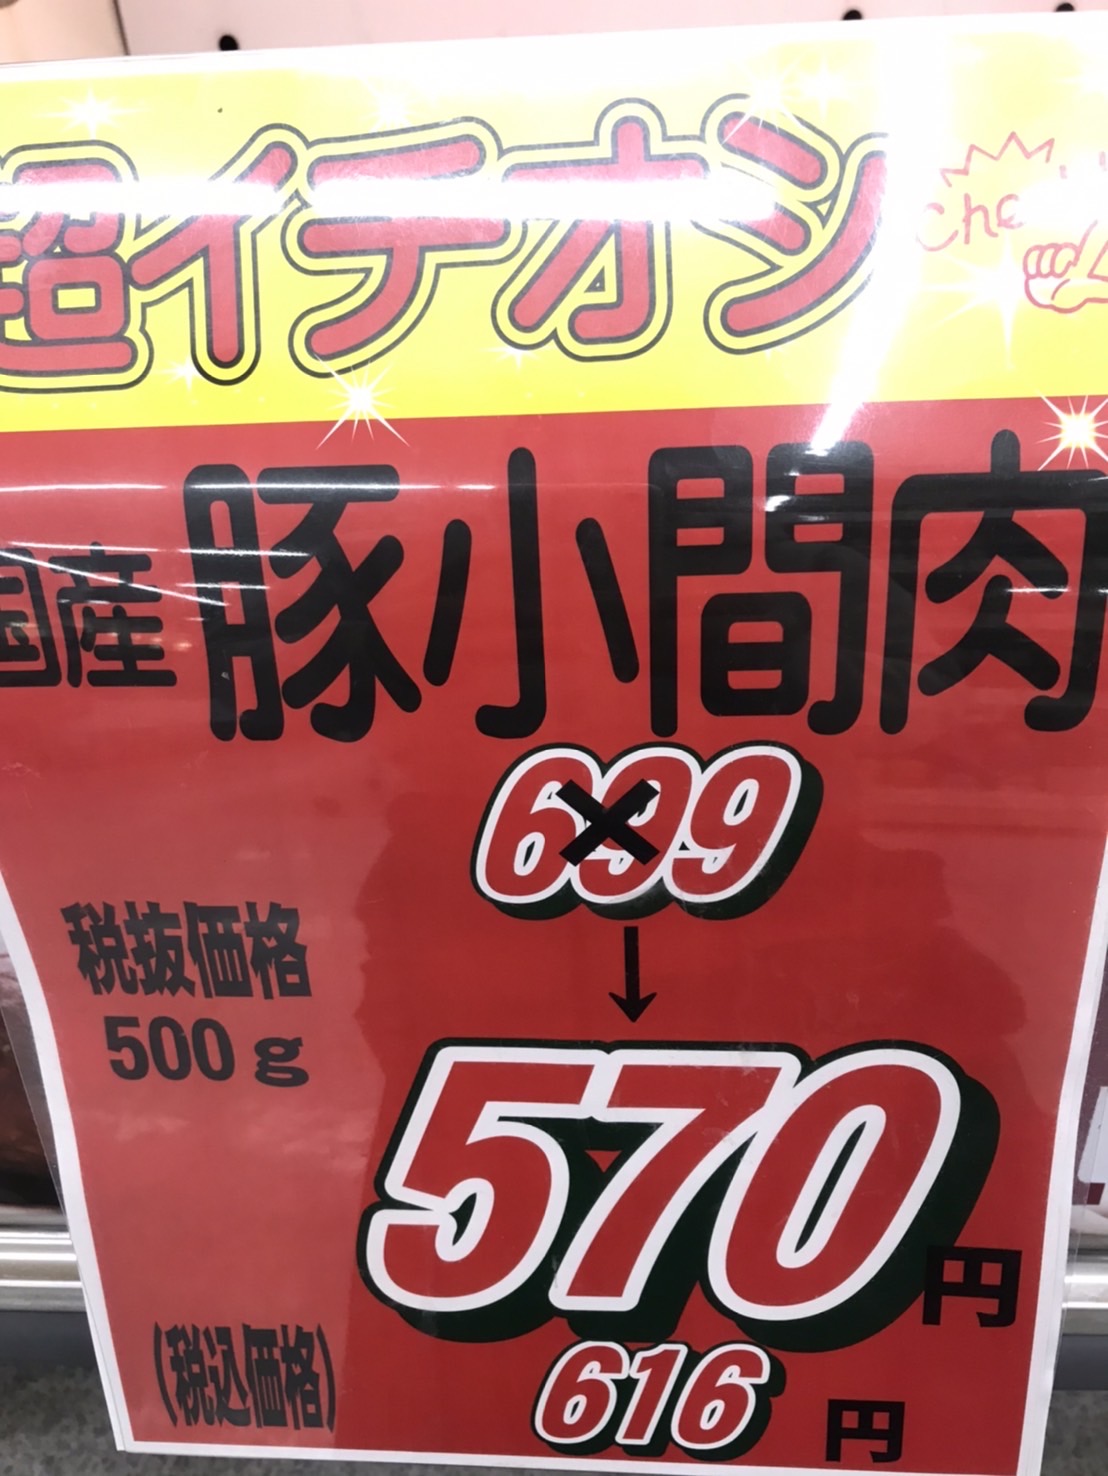 超イチオシ
国産 豚小間肉
699
↓
税抜価格
500g
570円
(税込価格)
616円